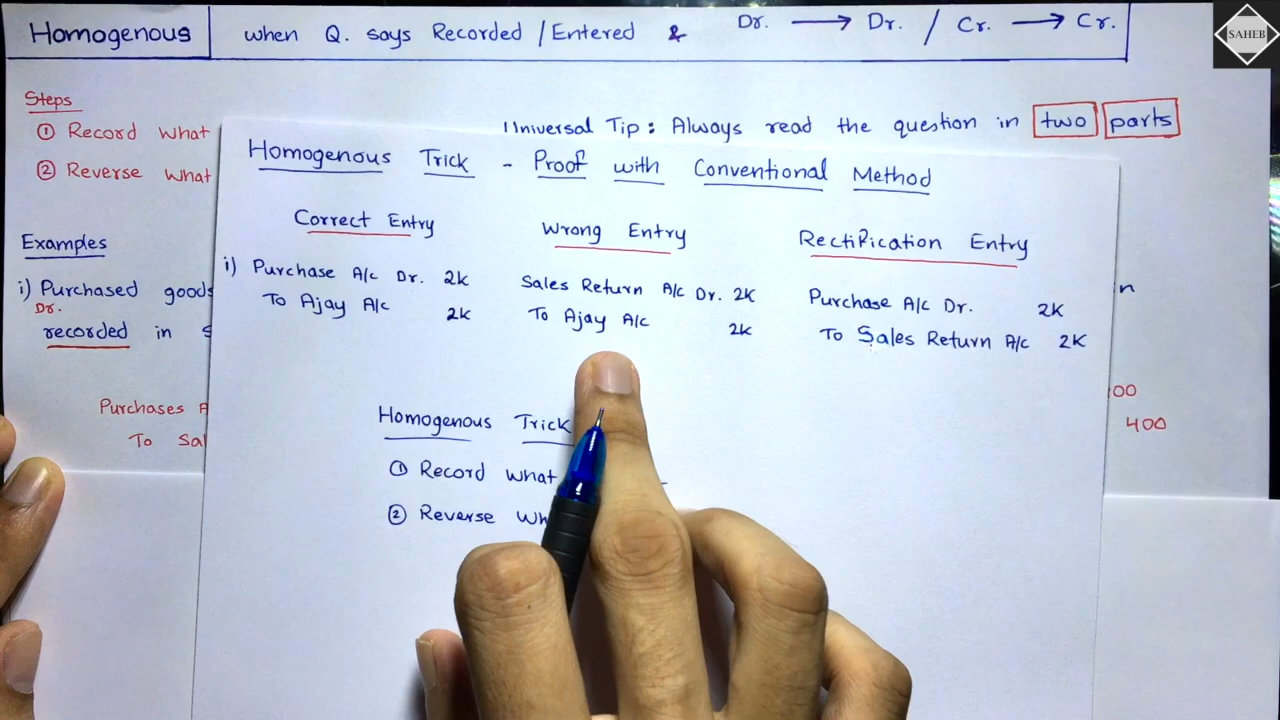 Homogenous when Q. says Recorded / Entered & Dr. → Dr. / Cr. → Cr.
SAHEB
Steps
① Record what
② Reverse what
Universal Tip : Always read the question in two parts
Examples
i) Purchased goods
Dr.
recorded in
Purchases
To Sal
00
400
Homogenous Trick - Proof with Conventional Method
Correct Entry Wrong Entry Rectification Entry
i) Purchase A/c Dr. 2K Sales Return A/c Dr. 2K Purchase A/c Dr. 2K
To Ajay A/c 2K To Ajay A/c 2K To Sales Return A/c 2K
Homogenous Trick
① Record what
② Reverse Wh